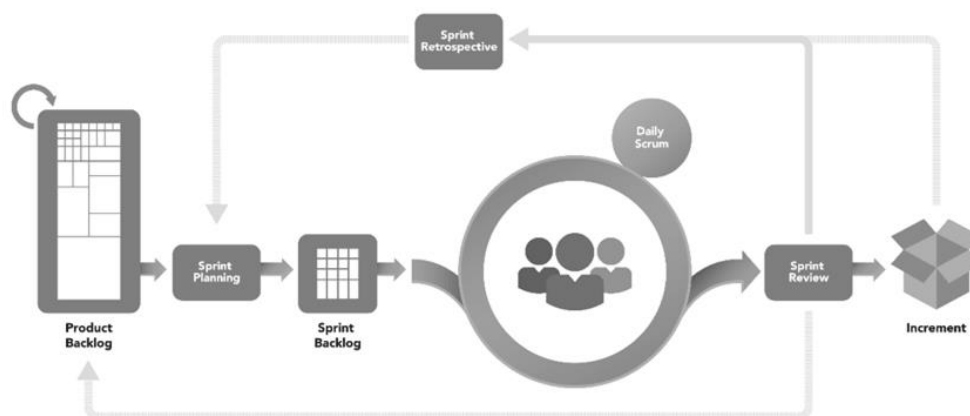 Sprint
Retrospective
Daily
Scrum
Sprint
Planning
Sprint
Review
Product
Backlog
Sprint
Backlog
Increment